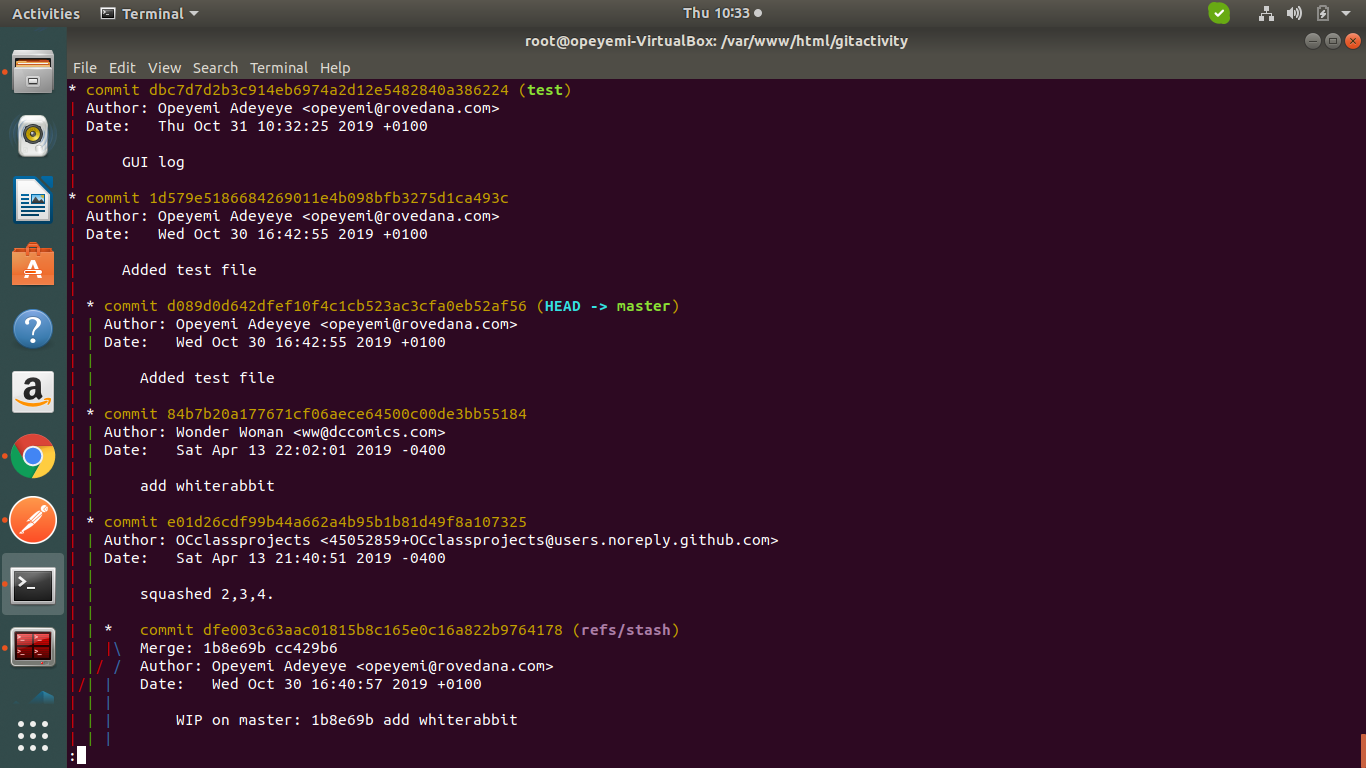 Activities Terminal Thu 10:33
root@opeyemi-VirtualBox: /var/www/html/gitactivity
File Edit View Search Terminal Help
* commit dbc7d7d2b3c914eb6974a2d12e5482840a386224 (test)
| Author: Opeyemi Adeyeye <opeyemi@rovedana.com>
| Date:   Thu Oct 31 10:32:25 2019 +0100
|
|     GUI log
|
* commit 1d579e5186684269011e4b098bfb3275d1ca493c
| Author: Opeyemi Adeyeye <opeyemi@rovedana.com>
| Date:   Wed Oct 30 16:42:55 2019 +0100
|
|     Added test file
|
| * commit d089d0d642dfef10f4c1cb523ac3cfa0eb52af56 (HEAD -> master)
| | Author: Opeyemi Adeyeye <opeyemi@rovedana.com>
| | Date:   Wed Oct 30 16:42:55 2019 +0100
| |
| |     Added test file
| |
| * commit 84b7b20a177671cf06aece64500c00de3bb55184
| | Author: Wonder Woman <ww@dccomics.com>
| | Date:   Sat Apr 13 22:02:01 2019 -0400
| |
| |     add whiterabbit
| |
| * commit e01d26cdf99b44a662a4b95b1b81d49f8a107325
| | Author: OCclassprojects <45052859+OCclassprojects@users.noreply.github.com>
| | Date:   Sat Apr 13 21:40:51 2019 -0400
| |
| |     squashed 2,3,4.
| |
| | *   commit dfe003c63aac01815b8c165e0c16a822b9764178 (refs/stash)
| | |\  Merge: 1b8e69b cc429b6
| |/ /  Author: Opeyemi Adeyeye <opeyemi@rovedana.com>
|/| |   Date:   Wed Oct 30 16:40:57 2019 +0100
| | |
| | |       WIP on master: 1b8e69b add whiterabbit
| | |
: